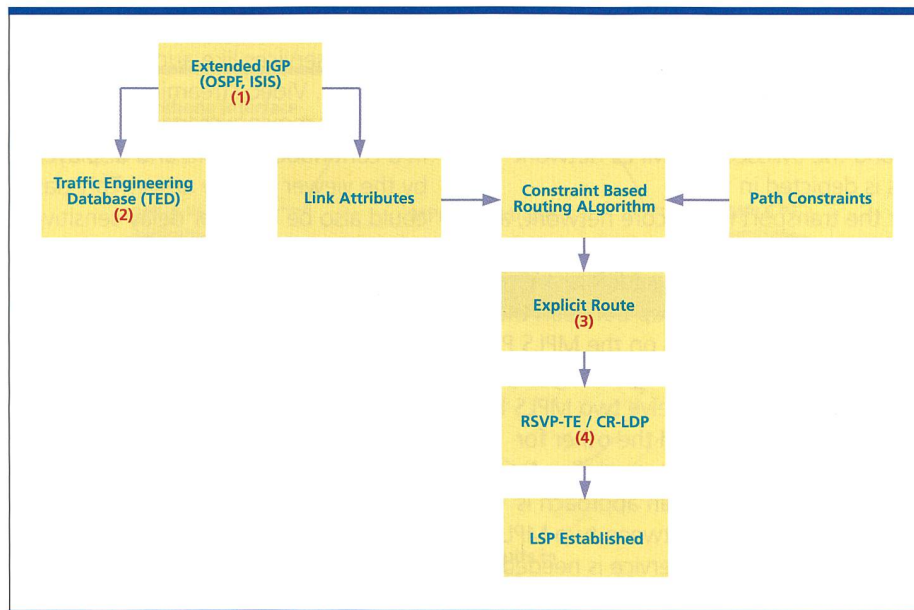 Extended IGP
(OSPF, ISIS)
(1)
Traffic Engineering
Database (TED)
(2)
Link Attributes
Constraint Based
Routing ALgorithm
Path Constraints
Explicit Route
(3)
RSVP-TE / CR-LDP
(4)
LSP Established